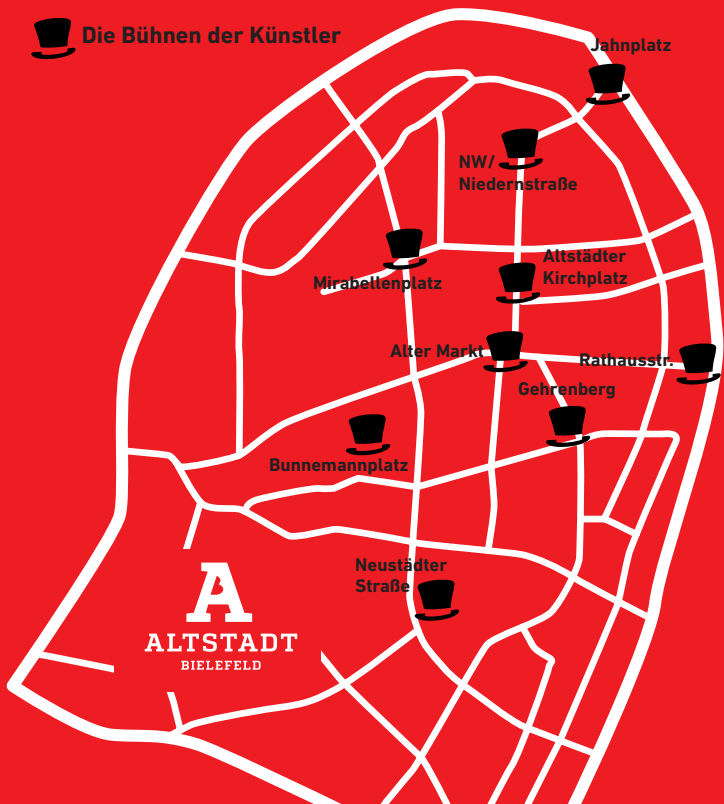 Die Bühnen der Künstler
Jahnplatz
NW/
Niedernstraße
Altstädter
Kirchplatz
Mirabellenplatz
Alter Markt
Rathausstr.
Gehrenberg
Bunnemannplatz
Neustädter
Straße
A
ALTSTADT
BIELEFELD